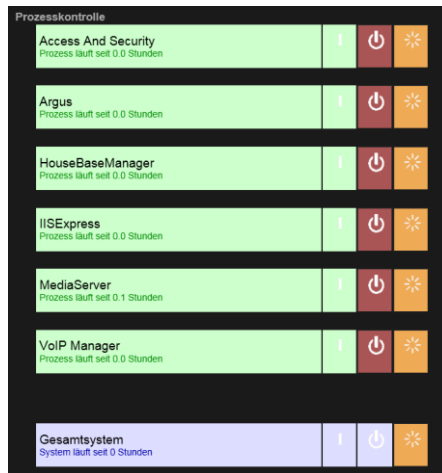 Prozesskontrolle
Access And Security
Prozess läuft seit 0.0 Stunden
Argus
Prozess läuft seit 0.0 Stunden
HouseBaseManager
Prozess läuft seit 0.0 Stunden
IISExpress
Prozess läuft seit 0.0 Stunden
MediaServer
Prozess läuft seit 0.1 Stunden
VoIP Manager
Prozess läuft seit 0.0 Stunden
Gesamtsystem
System läuft seit 0 Stunden